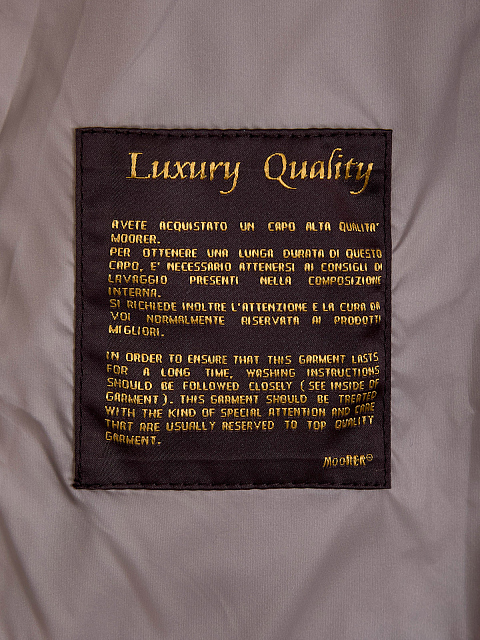 Luxury Quality
AVETE ACQUISTATO UN CAPO ALTA QUALITA'
MOORER.
PER OTTENERE UNA LUNGA DURATA DI QUESTO
CAPO, E' NECESSARIO ATTENERSI AI CONSIGLI DI
LAVAGGIO PRESENTI NELLA COMPOSIZIONE
INTERNA.
SI RICHIEDE INOLTRE L'ATTENZIONE E LA CURA DA
VOI NORMALMENTE RISERVATA AI PRODOTTI
MIGLIORI.
IN ORDER TO ENSURE THAT THIS GARMENT LASTS
FOR A LONG TIME, WASHING INSTRUCTIONS
SHOULD BE FOLLOWED CLOSELY (SEE INSIDE OF
GARMENT). THIS GARMENT SHOULD BE TREATED
WITH THE KIND OF SPECIAL ATTENTION AND CARE
THAT ARE USUALLY RESERVED TO TOP QUALITY
GARMENT.
MOORER®